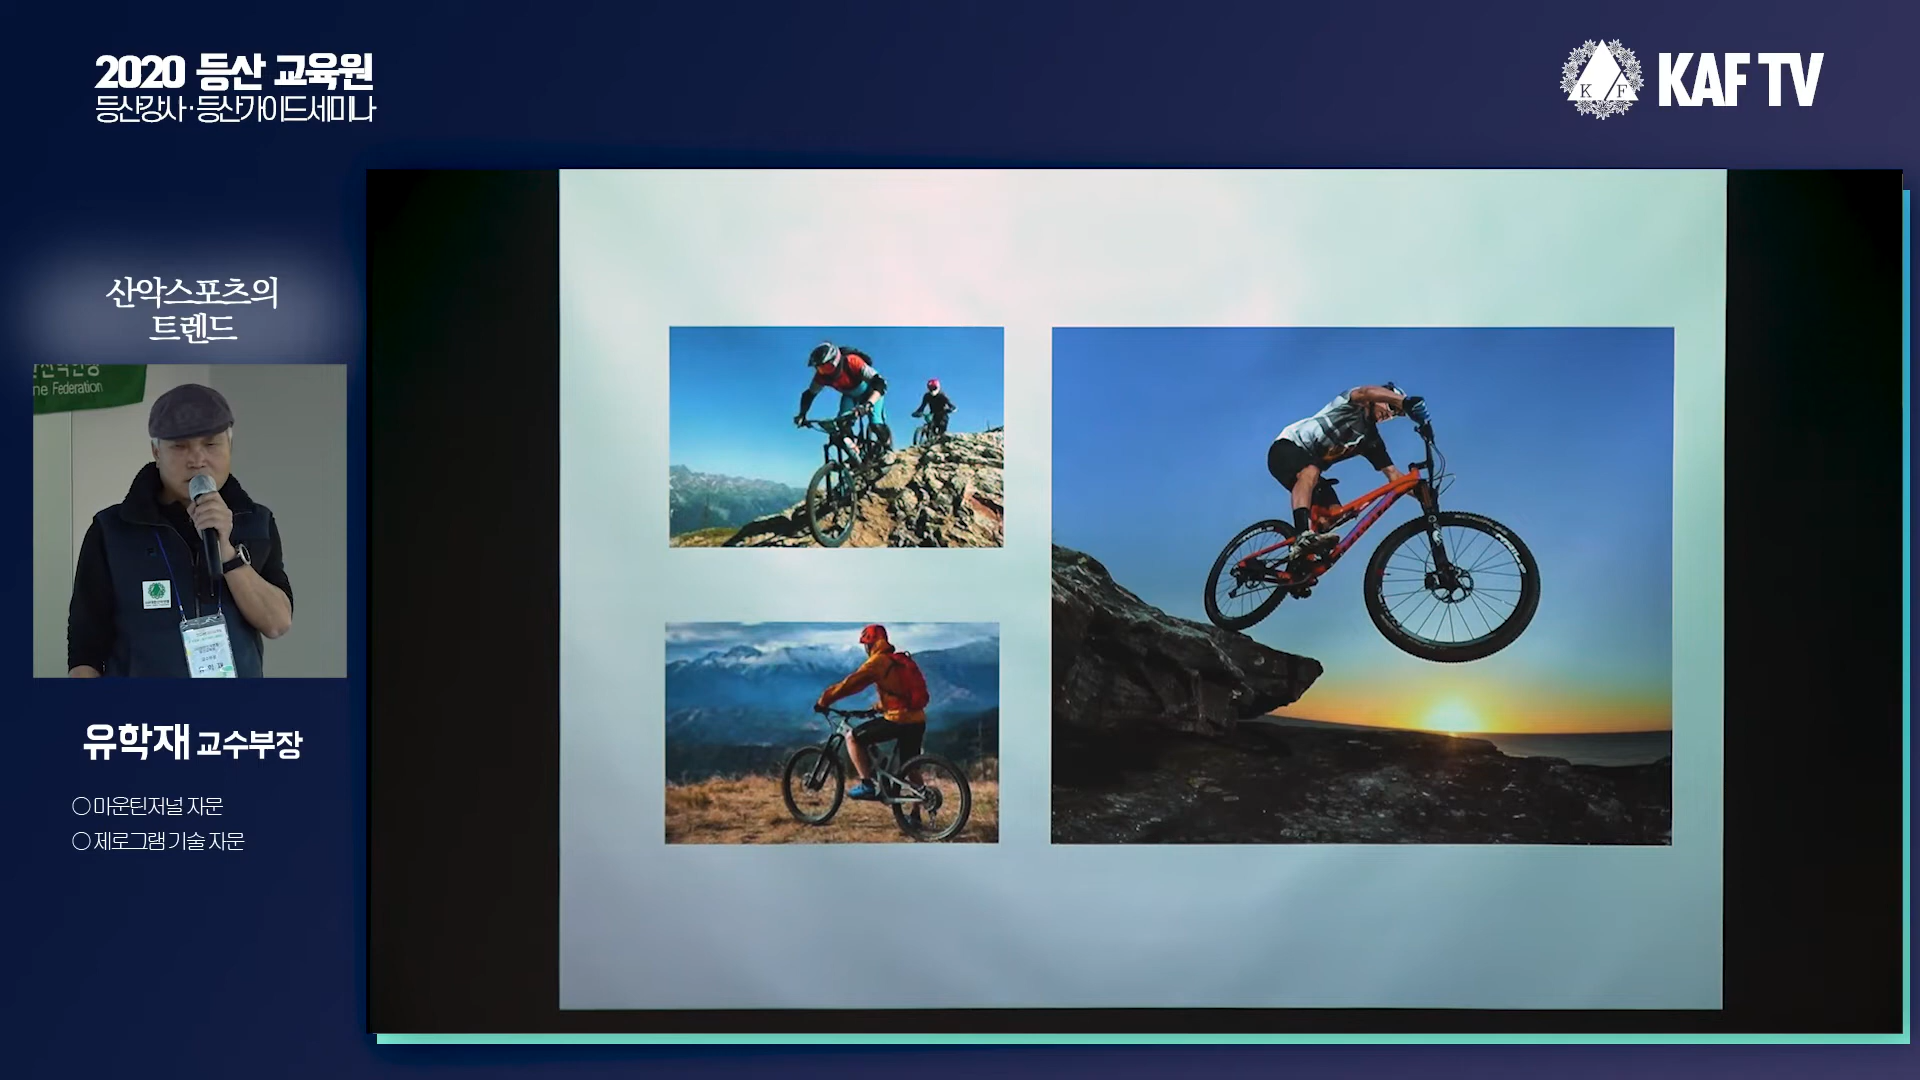 2020 등산 교육원
등산강사·등산가이드세미나
K F
KAF TV
산악스포츠의
트렌드
ne Federation
유학재 교수부장
○ 마운틴저널 자문
○ 제로그램 기술 자문